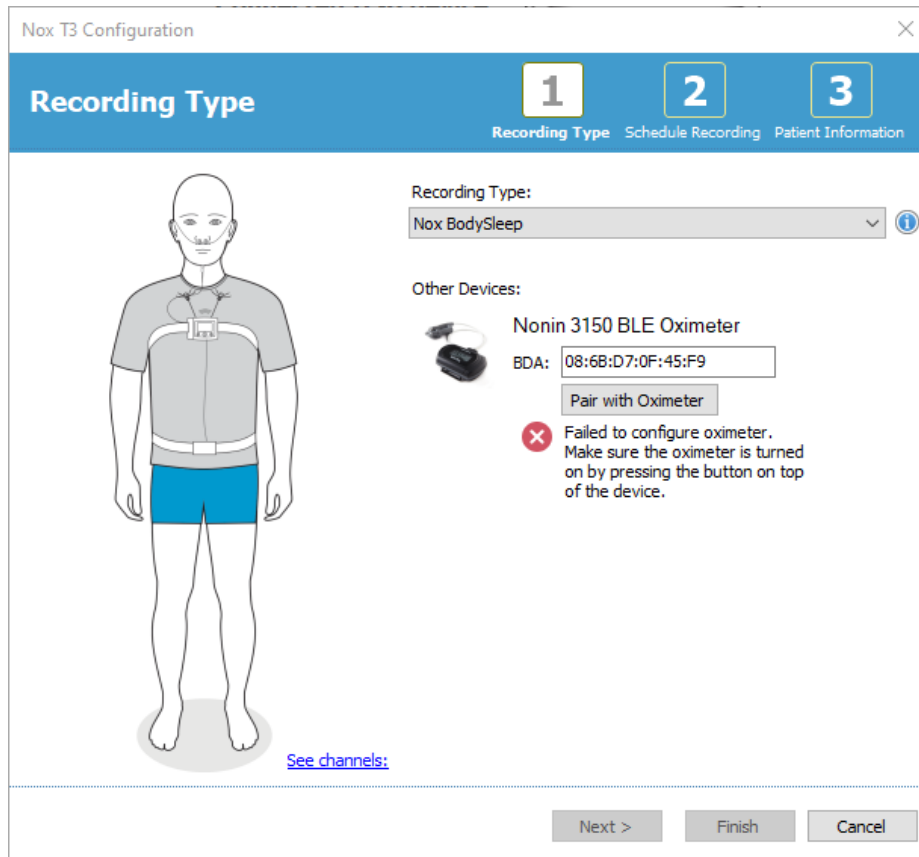 Nox T3 Configuration
Recording Type
1
Recording Type
2
Schedule Recording
3
Patient Information
Recording Type:
Nox BodySleep
Other Devices:
Nonin 3150 BLE Oximeter
BDA: 08:6B:D7:0F:45:F9
Pair with Oximeter
Failed to configure oximeter.
Make sure the oximeter is turned
on by pressing the button on top
of the device.
See channels:
Next >
Finish
Cancel